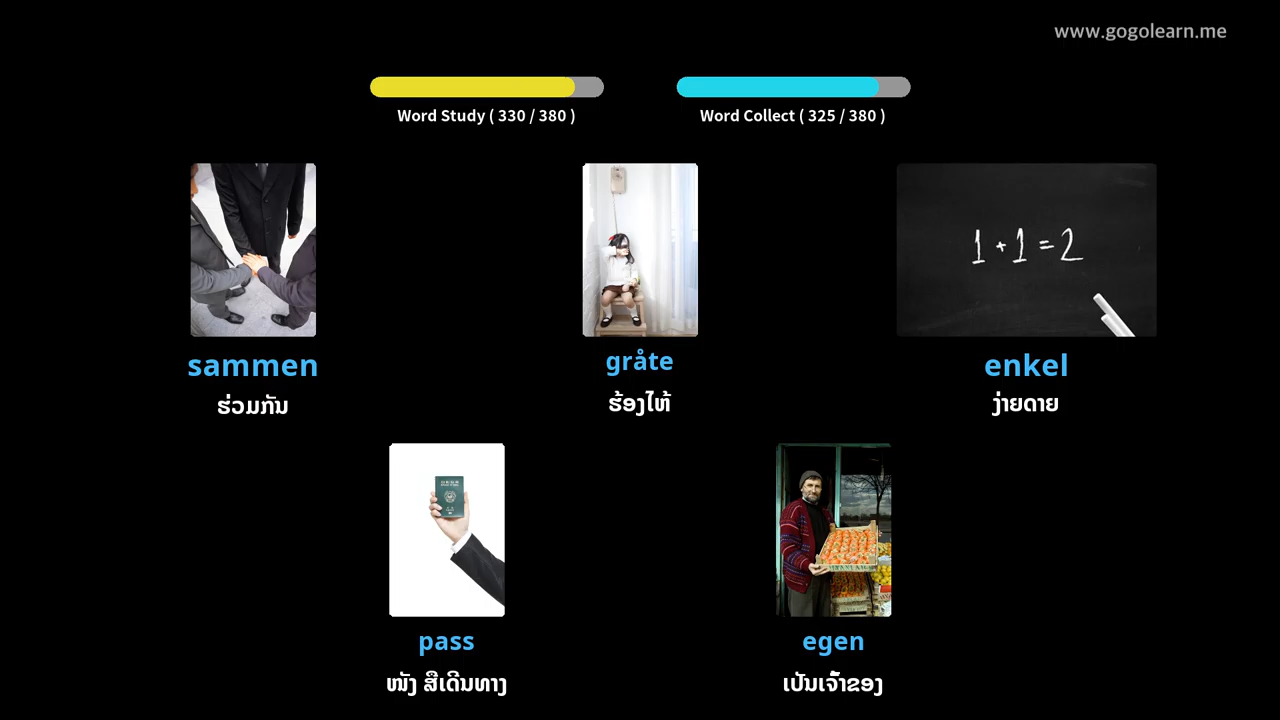 www.gogolearn.me
Word Study ( 330 / 380 )
Word Collect ( 325 / 380 )
1 + 1 = 2
sammen
ຮ່ວມກັນ
gråte
ຮ້ອງໄຫ້
enkel
ງ່າຍດາຍ
pass
ໜັງ ສືເດີນທາງ
egen
ເປັນເຈົ້າຂອງ